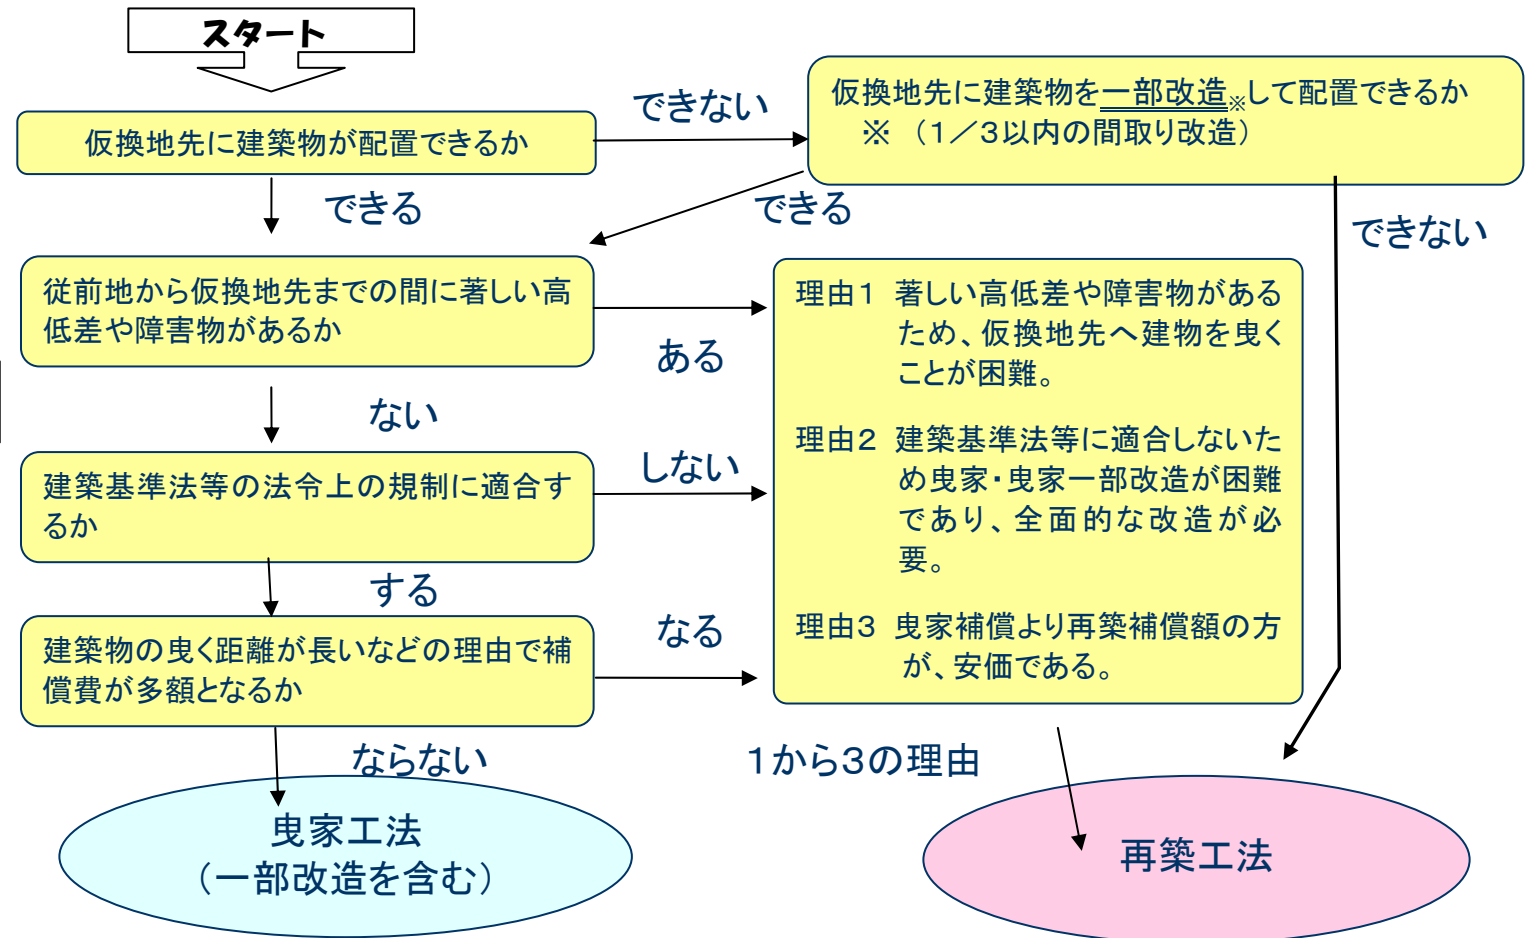 スタート
仮換地先に建築物が配置できるか
できない
仮換地先に建築物を一部改造※して配置できるか
※ （１／３以内の間取り改造）
できる
できる
できない
従前地から仮換地先までの間に著しい高
低差や障害物があるか
ある
ない
理由１ 著しい高低差や障害物がある
ため、仮換地先へ建物を曳く
ことが困難。
理由２ 建築基準法等に適合しないた
め曳家・曳家一部改造が困難
であり、全面的な改造が必
要。
理由３ 曳家補償より再築補償額の方
が、安価である。
建築基準法等の法令上の規制に適合す
るか
しない
する
建築物の曳く距離が長いなどの理由で補
償費が多額となるか
なる
ならない
１から３の理由
曳家工法
（一部改造を含む）
再築工法